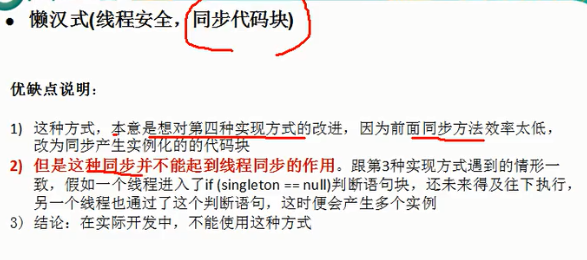 • 懒汉式(线程安全，同步代码块)
优缺点说明：
1) 这种方式，本意是想对第四种实现方式的改进，因为前面同步方法效率太低，
改为同步产生实例化的的代码块
2) 但是这种同步并不能起到线程同步的作用。跟第3种实现方式遇到的情形一
致，假如一个线程进入了if (singleton == null)判断语句块，还未来得及往下执行，
另一个线程也通过了这个判断语句，这时便会产生多个实例
3) 结论：在实际开发中，不能使用这种方式